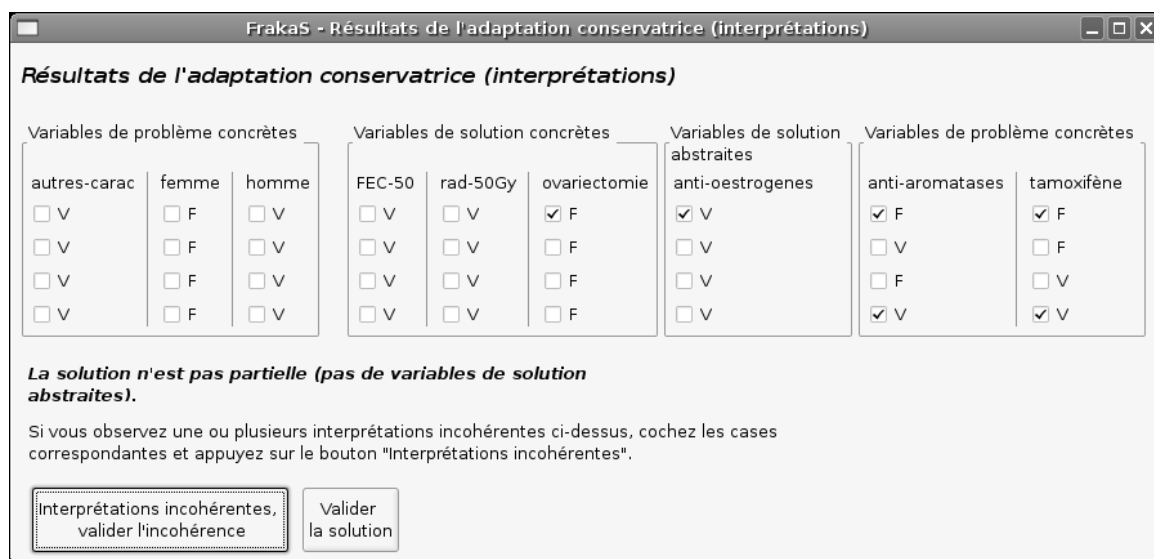 FrakaS - Résultats de l'adaptation conservatrice (interprétations)
Résultats de l'adaptation conservatrice (interprétations)
Variables de problème concrètes Variables de solution concrètes Variables de solution Variables de problème concrètes
abstraites
autres-carac femme homme FEC-50 rad-50Gy ovariectomie anti-oestrogenes anti-aromatases tamoxifène
V F V V V F V F F
V F V V V F V V F
V F V V V F V F V
V F V V V F V V V
La solution n'est pas partielle (pas de variables de solution
abstraites).
Si vous observez une ou plusieurs interprétations incohérentes ci-dessus, cochez les cases
correspondantes et appuyez sur le bouton "Interprétations incohérentes".
Interprétations incohérentes, Valider
valider l'incohérence la solution